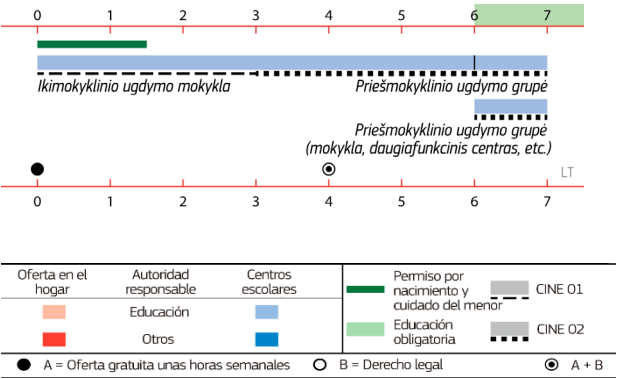 0 1 2 3 4 5 6 7
Ikimokyklinio ugdymo mokykla Priešmokyklinio ugdymo grupė
Priešmokyklinio ugdymo grupė
(mokykla, daugiafunkcinis centras, etc.)
LT
0 1 2 3 4 5 6 7
Oferta en el hogar Autoridad responsable Centros escolares
Educación
Otros
Permiso por
nacimiento y
cuidado del menor
Educación
obligatoria
CINE 01
CINE 02
A = Oferta gratuita unas horas semanales B = Derecho legal A + B